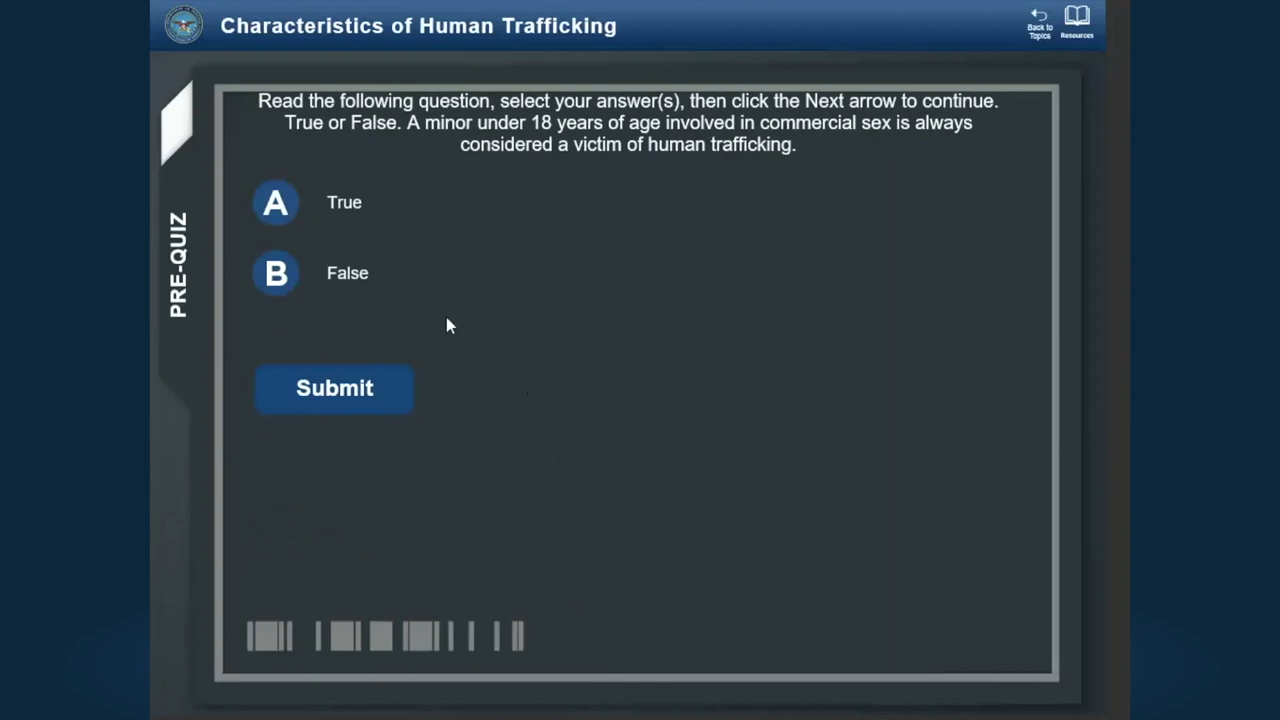 Characteristics of Human Trafficking
Back to
Topics
Resources
PRE-QUIZ
Read the following question, select your answer(s), then click the Next arrow to continue.
True or False. A minor under 18 years of age involved in commercial sex is always
considered a victim of human trafficking.
A True
B False
Submit